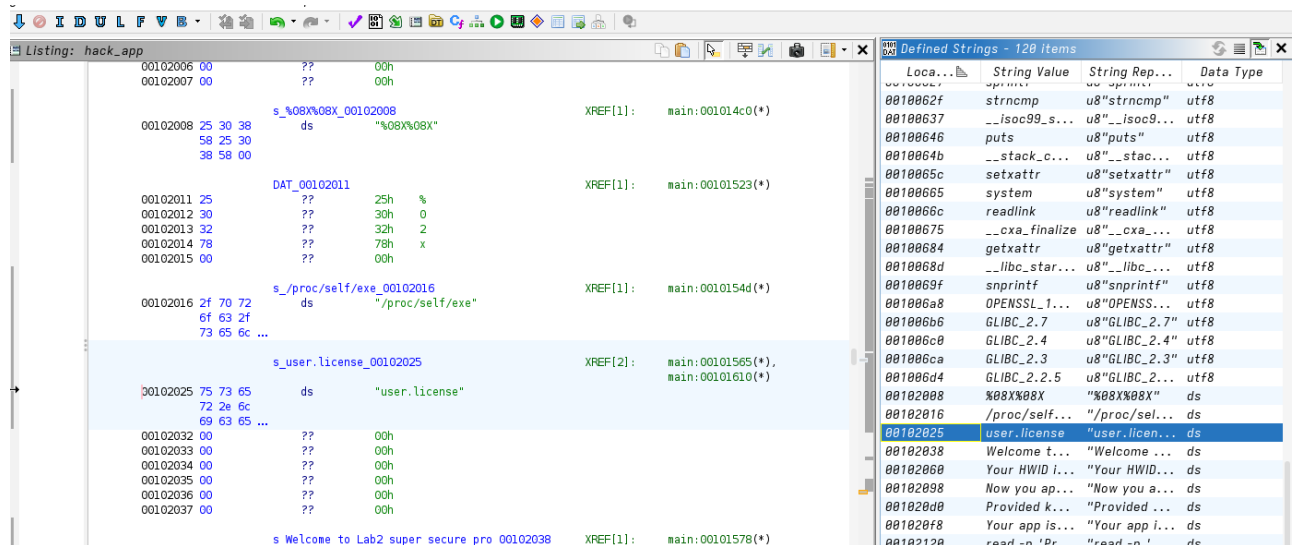 I D U L F V B
Listing: hack_app
00102006 00 ?? 00h
00102007 00 ?? 00h
s_%08X%08X_00102008 XREF[1]: main:001014c0(*)
00102008 25 30 38 ds "%08X%08X"
58 25 30
38 58 00
DAT_00102011 XREF[1]: main:00101523(*)
00102011 25 ?? 25h %
00102012 30 ?? 30h 0
00102013 32 ?? 32h 2
00102014 78 ?? 78h x
00102015 00 ?? 00h
s_/proc/self/exe_00102016 XREF[1]: main:0010154d(*)
00102016 2f 70 72 ds "/proc/self/exe"
6f 63 2f
73 65 6c ...
s_user.license_00102025 XREF[2]: main:00101565(*),
main:00101610(*)
00102025 75 73 65 ds "user.license"
72 2e 6c
69 63 65 ...
00102032 00 ?? 00h
00102033 00 ?? 00h
00102034 00 ?? 00h
00102035 00 ?? 00h
00102036 00 ?? 00h
00102037 00 ?? 00h
s_Welcome_to_Lab2_super_secure_pro_00102038 XREF[1]: main:00101578(*)
Defined Strings - 120 items
Loca... String Value String Rep... Data Type
0010062f strncmp u8"strncmp" utf8
00100637 __isoc99_s... u8"__isoc9... utf8
00100646 puts u8"puts" utf8
0010064b __stack_c... u8"__stac... utf8
0010065c setxattr u8"setxattr" utf8
00100665 system u8"system" utf8
0010066c readlink u8"readlink" utf8
00100675 __cxa_finalize u8"__cxa_... utf8
00100684 getxattr u8"getxattr" utf8
0010068d __libc_star... u8"__libc_... utf8
0010069f snprintf u8"snprintf" utf8
001006a8 OPENSSL_1... u8"OPENSS... utf8
001006b6 GLIBC_2.7 u8"GLIBC_2.7" utf8
001006c0 GLIBC_2.4 u8"GLIBC_2.4" utf8
001006ca GLIBC_2.3 u8"GLIBC_2.3" utf8
001006d4 GLIBC_2.2.5 u8"GLIBC_2... utf8
00102008 %08X%08X "%08X%08X" ds
00102016 /proc/self... "/proc/sel... ds
00102025 user.license "user.licen... ds
00102038 Welcome t... "Welcome ... ds
00102060 Your HWID i... "Your HWID... ds
00102098 Now you ap... "Now you a... ds
001020d0 Provided k... "Provided ... ds
001020f8 Your app is... "Your app i... ds
00102120 read -p 'Pr... "read -p '... ds